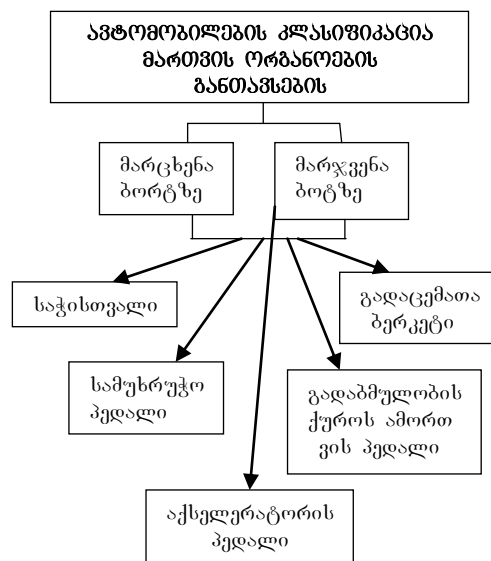 ავტომობილების კლასიფიკაცია
მართვის ორგანოების
განთავსების
მარცხენა
ბორტზე
მარჯვენა
ბოტზე
საჭისთვალი
გადაცემათა
ბერკეტი
სამუხრუჭო
პედალი
გადაბმულობის
ქუროს ამორთ
ვის პედალი
აქსელერატორის
პედალი